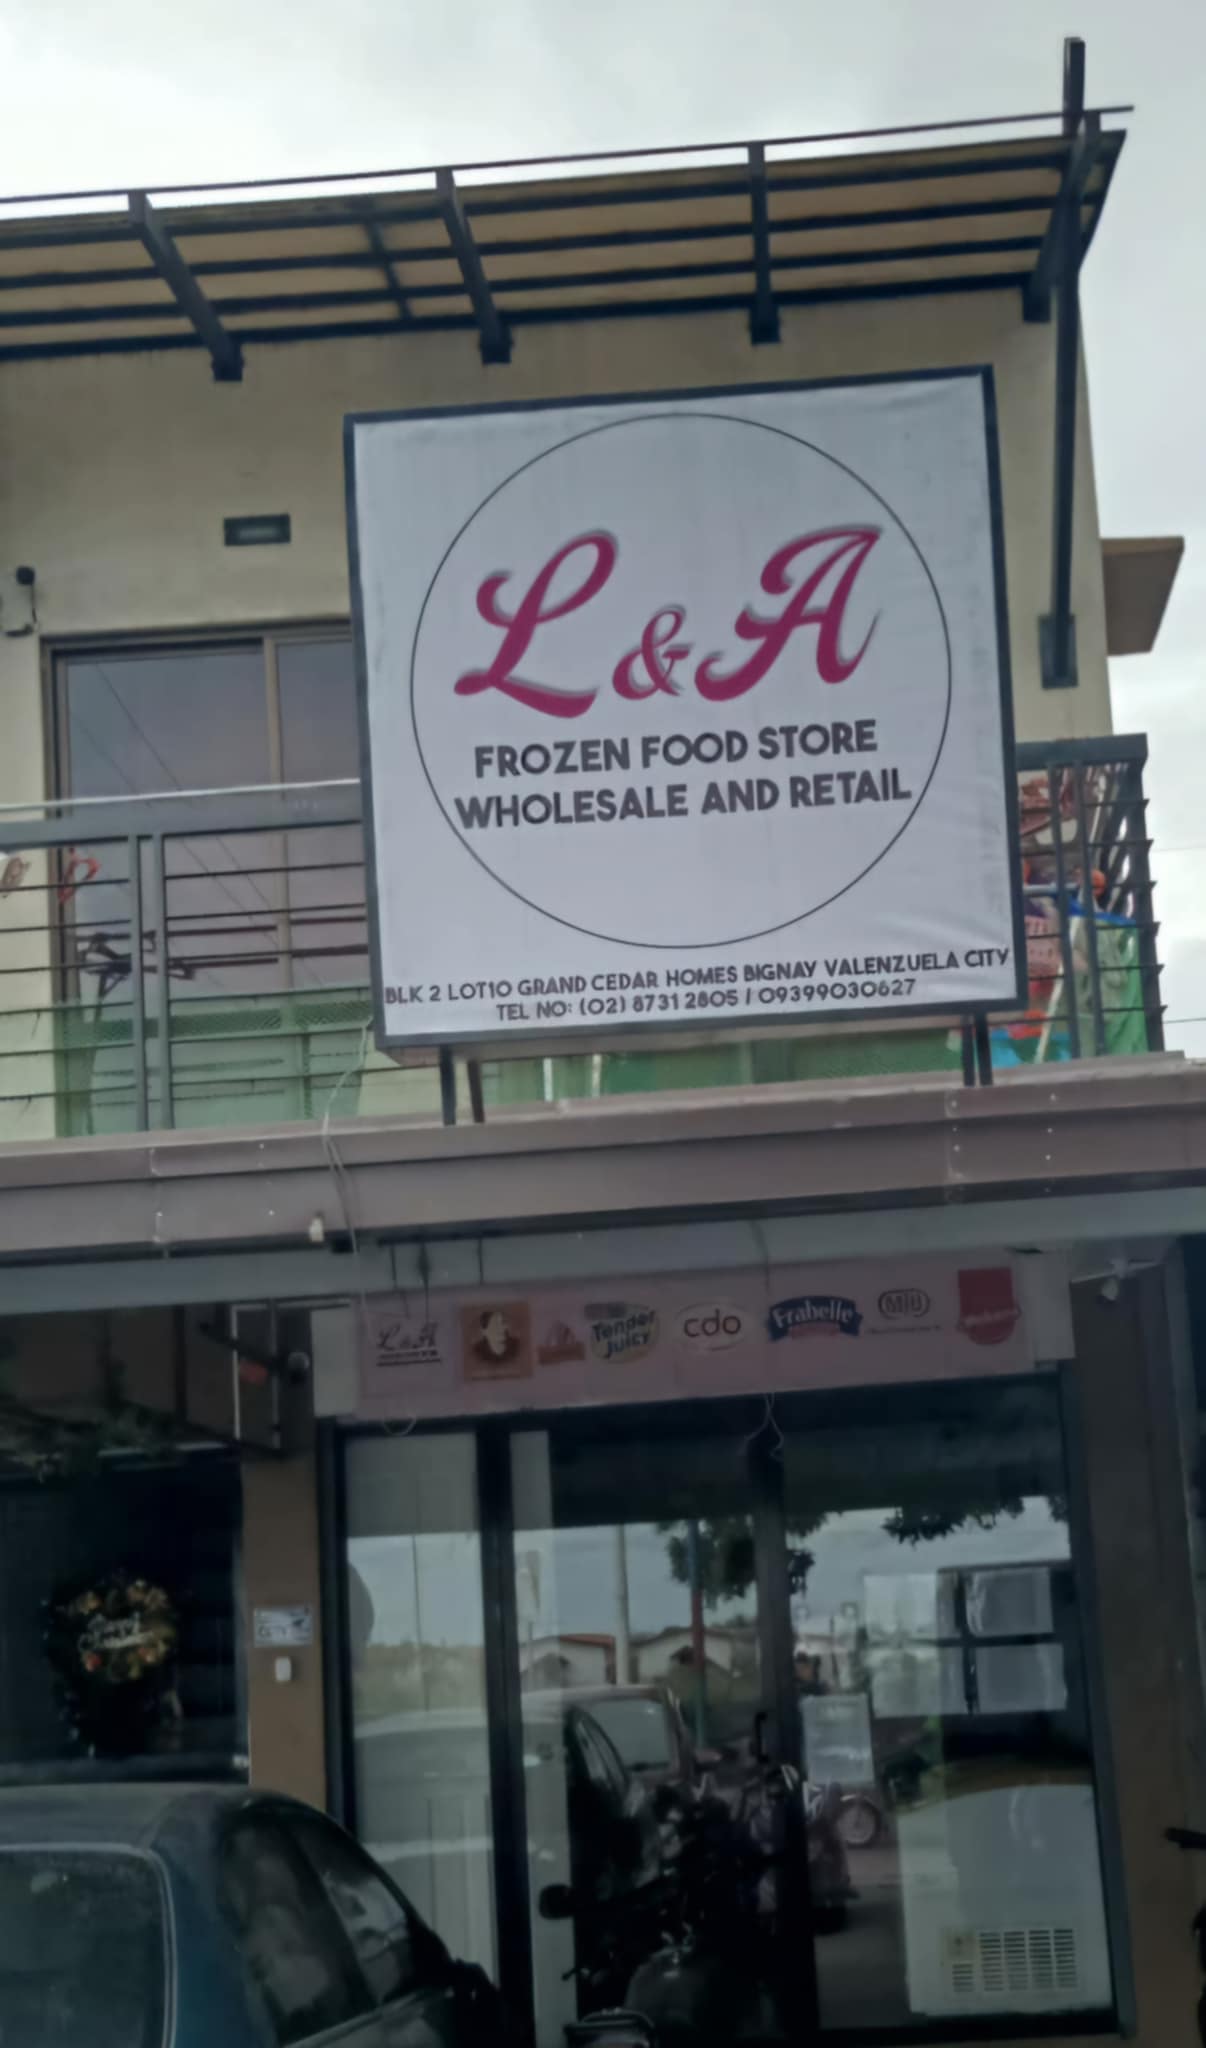 L & A
FROZEN FOOD STORE
WHOLESALE AND RETAIL
BLK 2 LOT10 GRAND CEDAR HOMES BIGNAY VALENZUELA CITY
TEL NO: (02) 8731 2805 / 09399030627
L & A
Tender
JUICY
cdo
Frabelle
CCTV